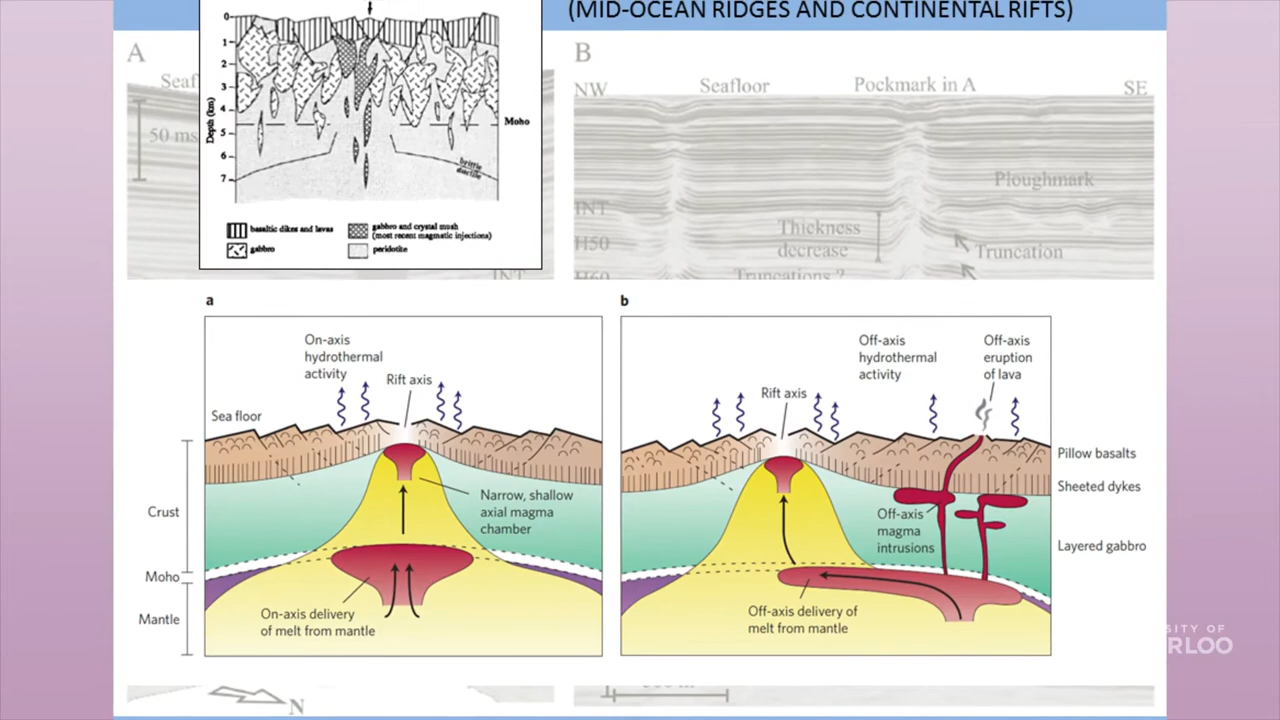 (MID-OCEAN RIDGES AND CONTINENTAL RIFTS)
0
1
2
3
4
5
6
7
Depth (km)
Moho
brittle
ductile
basaltic dikes and lavas
gabbro
gabbro and crystal mush
(most recent magmatic injections)
peridotite
A
Seaf
50 ms
INT
B
NW
Seafloor
Pockmark in A
SE
Ploughmark
INT
Thickness
decrease
H50
Truncation
H60
Truncations ?
a
On-axis
hydrothermal
activity
Rift axis
Sea floor
Narrow, shallow
axial magma
chamber
Crust
Moho
Mantle
On-axis delivery
of melt from mantle
b
Off-axis
hydrothermal
activity
Off-axis
eruption
of lava
Rift axis
Pillow basalts
Sheeted dykes
Off-axis
magma
intrusions
Layered gabbro
Off-axis delivery of
melt from mantle
SITY OF
RLOO
N